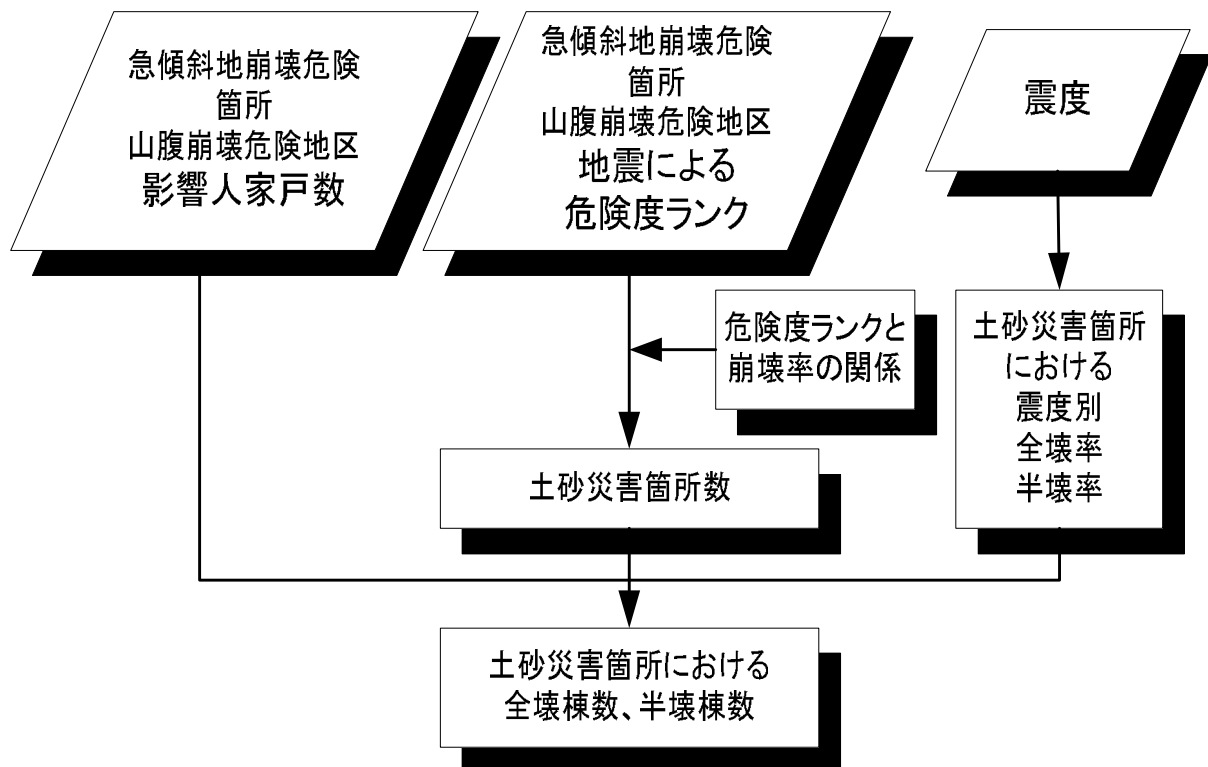 急傾斜地崩壊危険
箇所
山腹崩壊危険地区
影響人家戸数
急傾斜地崩壊危険
箇所
山腹崩壊危険地区
地震による
危険度ランク
震度
危険度ランクと
崩壊率の関係
土砂災害箇所
における
震度別
全壊率
半壊率
土砂災害箇所数
土砂災害箇所における
全壊棟数、半壊棟数